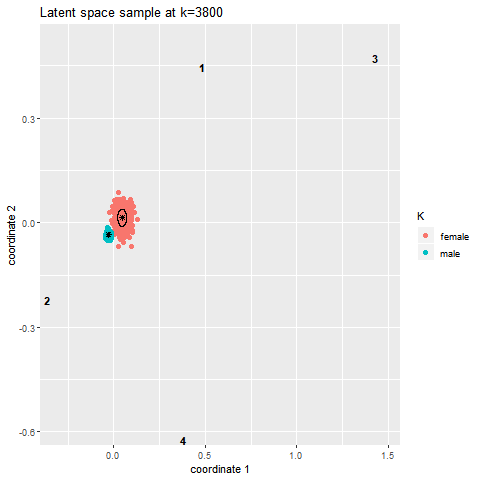 Latent space sample at k=3800
1
3
2
4
0.3
0.0
-0.3
-0.6
coordinate 2
0.0
0.5
1.0
1.5
coordinate 1
K
female
male